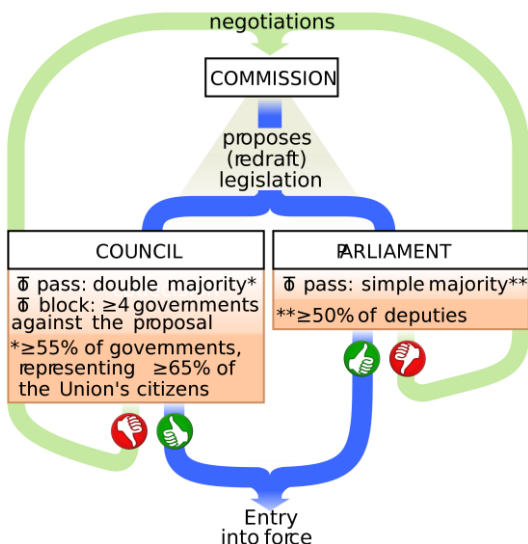 negotiations
COMMISSION
proposes
(redraft)
legislation
COUNCIL
To pass: double majority*
To block: ≥4 governments
against the proposal
*≥55% of governments,
representing ≥65% of
the Union's citizens
PARLIAMENT
To pass: simple majority**
**≥50% of deputies
Entry
into force